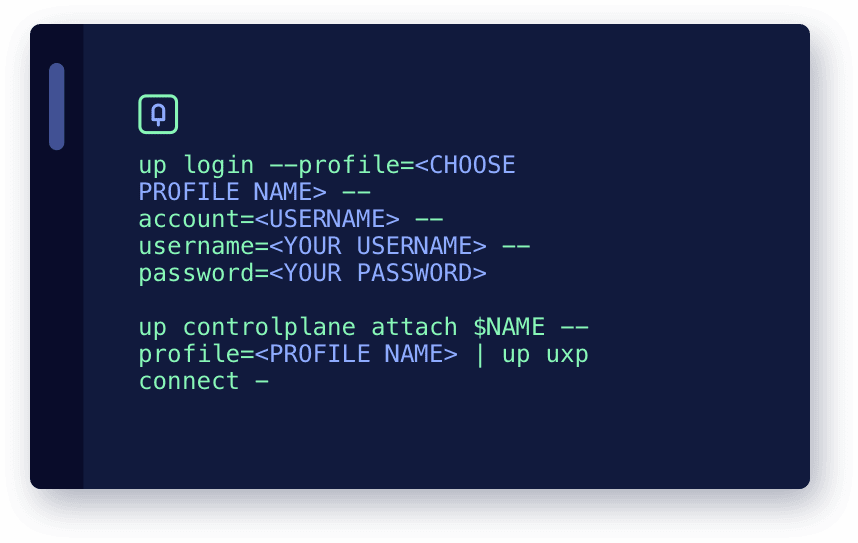 up login --profile=<CHOOSE
PROFILE NAME> --
account=<USERNAME> --
username=<YOUR USERNAME> --
password=<YOUR PASSWORD>
up controlplane attach $NAME --
profile=<PROFILE NAME> | up uxp
connect -